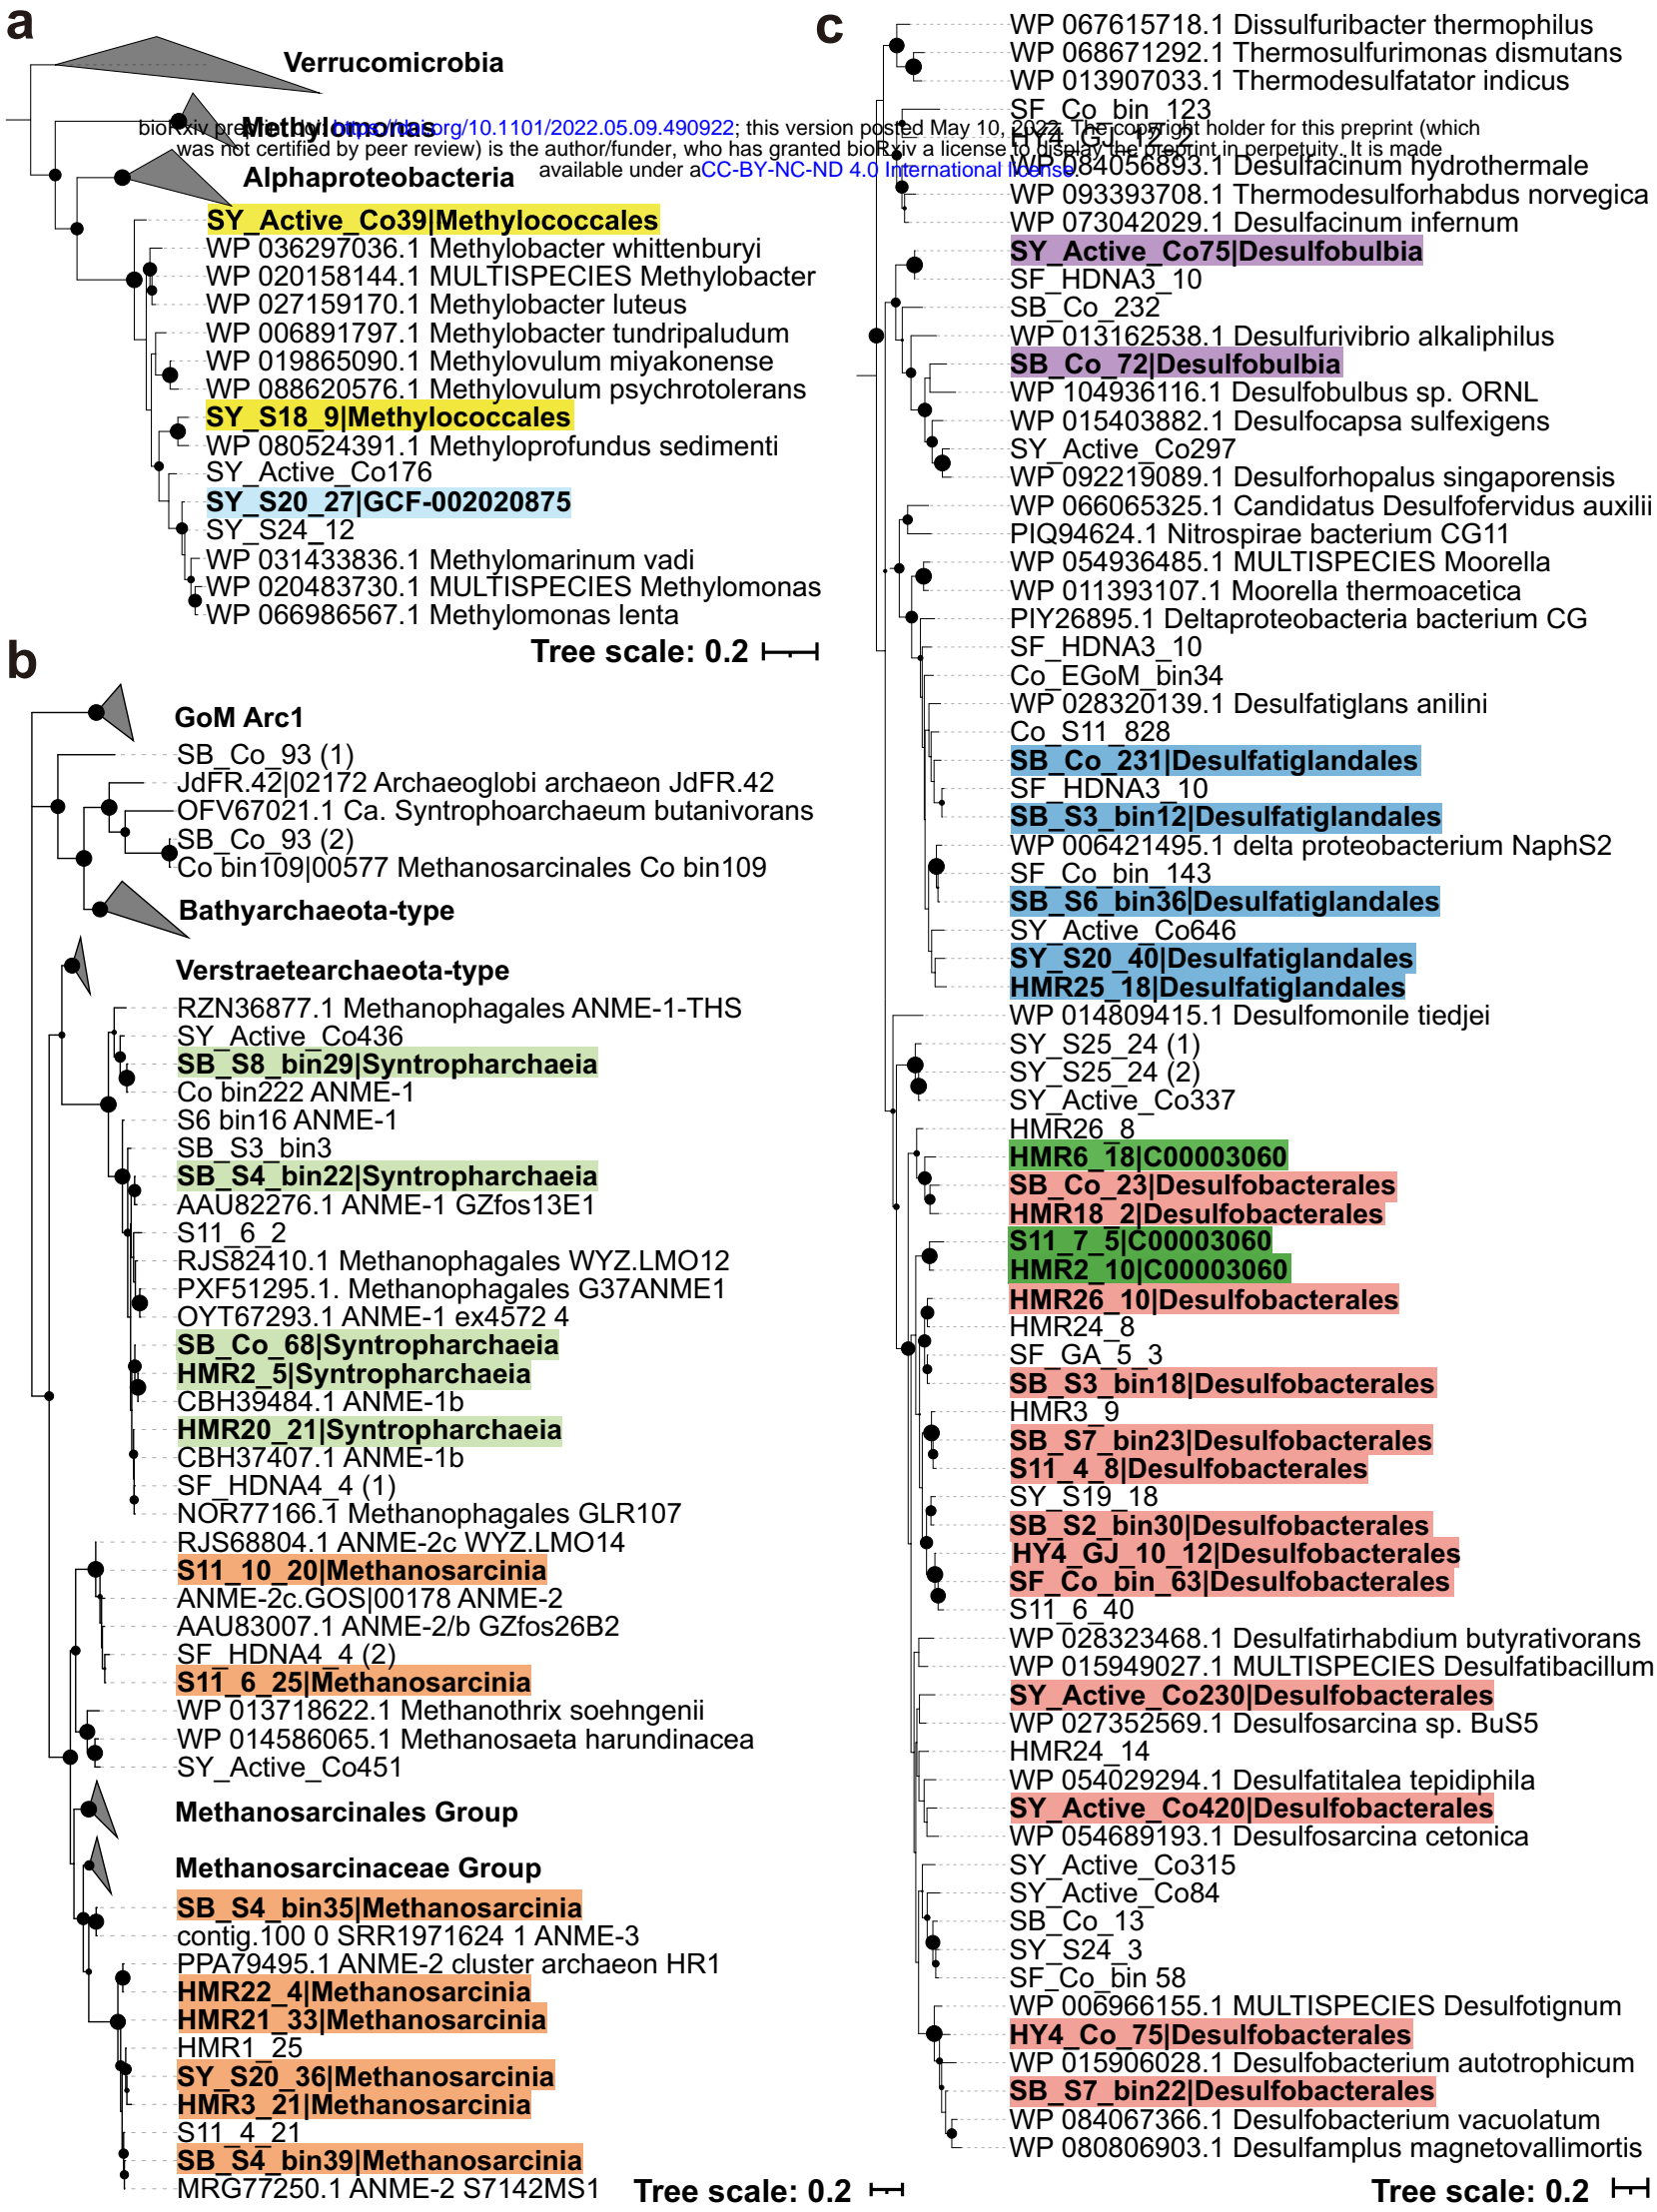 a
Verrucomicrobia
Methylomonas
bioRxiv preprint doi: https://doi.org/10.1101/2022.05.09.490922; this version posted May 10, 2022. The copyright holder for this preprint (which
was not certified by peer review) is the author/funder, who has granted bioRxiv a license to display the preprint in perpetuity. It is made
available under aCC-BY-NC-ND 4.0 International license.
Alphaproteobacteria
SY_Active_Co39|Methylococcales
WP 036297036.1 Methylobacter whittenburyi
WP 020158144.1 MULTISPECIES Methylobacter
WP 027159170.1 Methylobacter luteus
WP 006891797.1 Methylobacter tundripaludum
WP 019865090.1 Methylovulum miyakonense
WP 088620576.1 Methylovulum psychrotolerans
SY_S18_9|Methylococcales
WP 080524391.1 Methyloprofundus sedimenti
SY_Active_Co176
SY_S20_27|GCF-002020875
SY_S24_12
WP 031433836.1 Methylomarinum vadi
WP 020483730.1 MULTISPECIES Methylomonas
WP 066986567.1 Methylomonas lenta
Tree scale: 0.2
b
GoM Arc1
SB_Co_93 (1)
JdFR.42|02172 Archaeoglobi archaeon JdFR.42
OFV67021.1 Ca. Syntrophoarchaeum butanivorans
SB_Co_93 (2)
Co bin109|00577 Methanosarcinales Co bin109
Bathyarchaeota-type
Verstraetearchaeota-type
RZN36877.1 Methanophagales ANME-1-THS
SY_Active_Co436
SB_S8_bin29|Syntropharchaeia
Co bin222 ANME-1
S6 bin16 ANME-1
SB_S3_bin3
SB_S4_bin22|Syntropharchaeia
AAU82276.1 ANME-1 GZfos13E1
S11_6_2
RJS82410.1 Methanophagales WYZ.LMO12
PXF51295.1. Methanophagales G37ANME1
OYT67293.1 ANME-1 ex4572 4
SB_Co_68|Syntropharchaeia
HMR2_5|Syntropharchaeia
CBH39484.1 ANME-1b
HMR20_21|Syntropharchaeia
CBH37407.1 ANME-1b
SF_HDNA4_4 (1)
NOR77166.1 Methanophagales GLR107
RJS68804.1 ANME-2c WYZ.LMO14
S11_10_20|Methanosarcinia
ANME-2c.GOS|00178 ANME-2
AAU83007.1 ANME-2/b GZfos26B2
SF_HDNA4_4 (2)
S11_6_25|Methanosarcinia
WP 013718622.1 Methanothrix soehngenii
WP 014586065.1 Methanosaeta harundinacea
SY_Active_Co451
Methanosarcinales Group
Methanosarcinaceae Group
SB_S4_bin35|Methanosarcinia
contig.100 0 SRR1971624 1 ANME-3
PPA79495.1 ANME-2 cluster archaeon HR1
HMR22_4|Methanosarcinia
HMR21_33|Methanosarcinia
HMR1_25
SY_S20_36|Methanosarcinia
HMR3_21|Methanosarcinia
S11_4_21
SB_S4_bin39|Methanosarcinia
MRG77250.1 ANME-2 S7142MS1
Tree scale: 0.2
c
WP 067615718.1 Dissulfuribacter thermophilus
WP 068671292.1 Thermosulfurimonas dismutans
WP 013907033.1 Thermodesulfatator indicus
SF_Co_bin_123
HY4_GJ_12_2
WP 084056893.1 Desulfacinum hydrothermale
WP 093393708.1 Thermodesulforhabdus norvegica
WP 073042029.1 Desulfacinum infernum
SY_Active_Co75|Desulfobulbia
SF_HDNA3_10
SB_Co_232
WP 013162538.1 Desulfurivibrio alkaliphilus
SB_Co_72|Desulfobulbia
WP 104936116.1 Desulfobulbus sp. ORNL
WP 015403882.1 Desulfocapsa sulfexigens
SY_Active_Co297
WP 092219089.1 Desulforhopalus singaporensis
WP 066065325.1 Candidatus Desulfofervidus auxilii
PIQ94624.1 Nitrospirae bacterium CG11
WP 054936485.1 MULTISPECIES Moorella
WP 011393107.1 Moorella thermoacetica
PIY26895.1 Deltaproteobacteria bacterium CG
SF_HDNA3_10
Co_EGoM_bin34
WP 028320139.1 Desulfatiglans anilini
Co_S11_828
SB_Co_231|Desulfatiglandales
SF_HDNA3_10
SB_S3_bin12|Desulfatiglandales
WP 006421495.1 delta proteobacterium NaphS2
SF_Co_bin_143
SB_S6_bin36|Desulfatiglandales
SY_Active_Co646
SY_S20_40|Desulfatiglandales
HMR25_18|Desulfatiglandales
WP 014809415.1 Desulfomonile tiedjei
SY_S25_24 (1)
SY_S25_24 (2)
SY_Active_Co337
HMR26_8
HMR6_18|C00003060
SB_Co_23|Desulfobacterales
HMR18_2|Desulfobacterales
S11_7_5|C00003060
HMR2_10|C00003060
HMR26_10|Desulfobacterales
HMR24_8
SF_GA_5_3
SB_S3_bin18|Desulfobacterales
HMR3_9
SB_S7_bin23|Desulfobacterales
S11_4_8|Desulfobacterales
SY_S19_18
SB_S2_bin30|Desulfobacterales
HY4_GJ_10_12|Desulfobacterales
SF_Co_bin_63|Desulfobacterales
S11_6_40
WP 028323468.1 Desulfatirhabdium butyrativorans
WP 015949027.1 MULTISPECIES Desulfatibacillum
SY_Active_Co230|Desulfobacterales
WP 027352569.1 Desulfosarcina sp. BuS5
HMR24_14
WP 054029294.1 Desulfatitalea tepidiphila
SY_Active_Co420|Desulfobacterales
WP 054689193.1 Desulfosarcina cetonica
SY_Active_Co315
SY_Active_Co84
SB_Co_13
SY_S24_3
SF_Co_bin 58
WP 006966155.1 MULTISPECIES Desulfotignum
HY4_Co_75|Desulfobacterales
WP 015906028.1 Desulfobacterium autotrophicum
SB_S7_bin22|Desulfobacterales
WP 084067366.1 Desulfobacterium vacuolatum
WP 080806903.1 Desulfamplus magnetovallimortis
Tree scale: 0.2